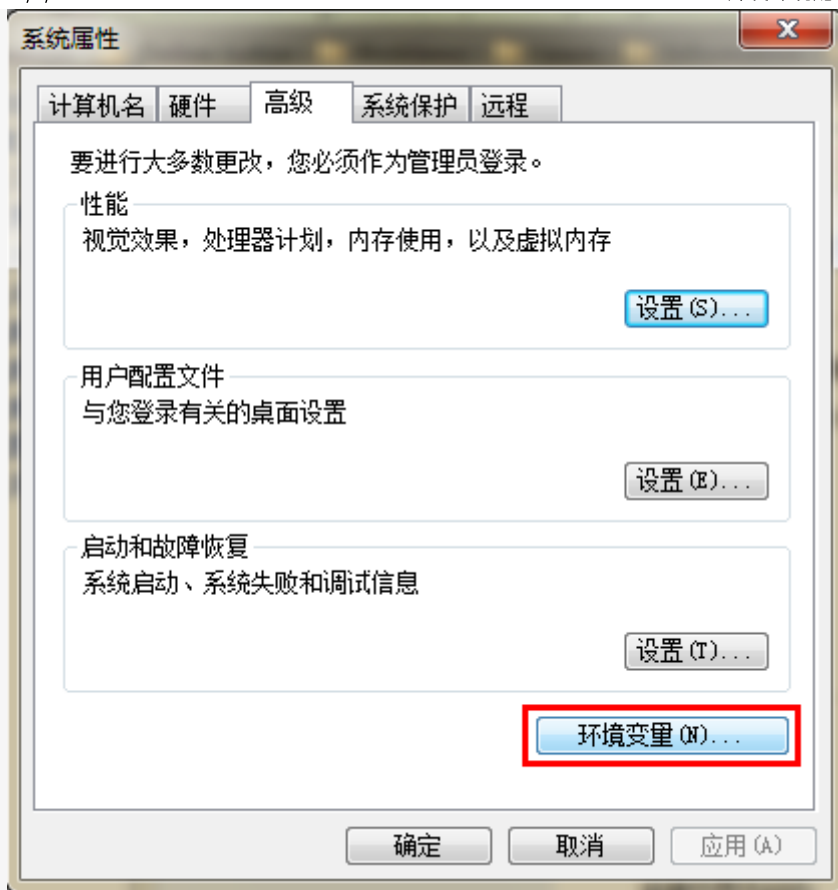 系统属性
计算机名 硬件 高级 系统保护 远程
要进行大多数更改，您必须作为管理员登录。
性能
视觉效果，处理器计划，内存使用，以及虚拟内存
设置(S)...
用户配置文件
与您登录有关的桌面设置
设置(E)...
启动和故障恢复
系统启动、系统失败和调试信息
设置(T)...
环境变量(N)...
确定 取消 应用(A)